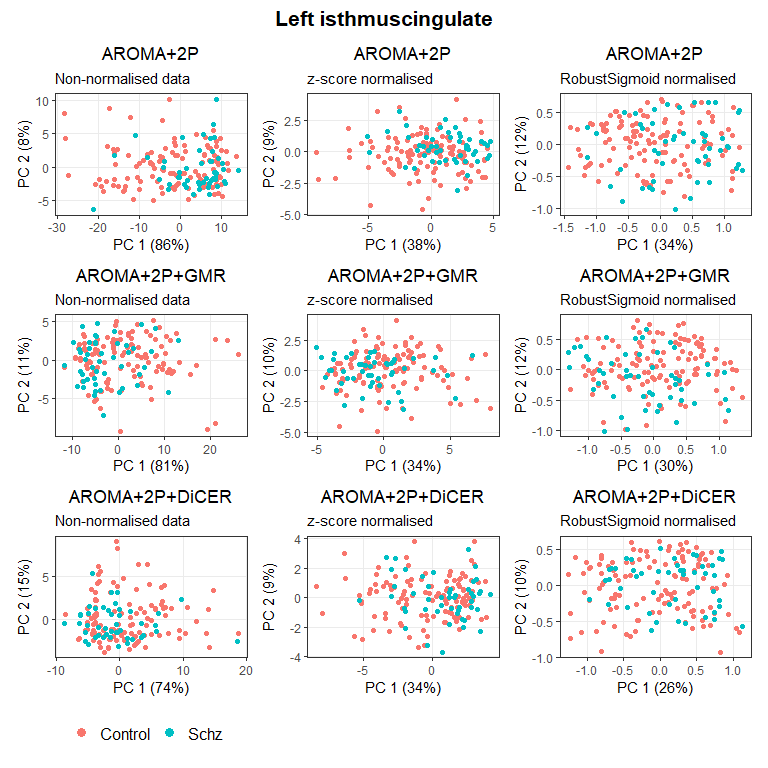 Left isthmuscingulate
AROMA+2P AROMA+2P AROMA+2P
Non-normalised data z-score normalised RobustSigmoid normalised
PC 2 (8%)
10
5
0
-5
-30 -20 -10 0 10
PC 1 (86%)
PC 2 (9%)
2.5
0.0
-2.5
-5.0
-5 0 5
PC 1 (38%)
PC 2 (12%)
0.5
0.0
-0.5
-1.0
-1.5 -1.0 -0.5 0.0 0.5 1.0
PC 1 (34%)
AROMA+2P+GMR AROMA+2P+GMR AROMA+2P+GMR
Non-normalised data z-score normalised RobustSigmoid normalised
PC 2 (11%)
5
0
-5
-10 0 10 20
PC 1 (81%)
PC 2 (10%)
2.5
0.0
-2.5
-5.0
-5 0 5
PC 1 (34%)
PC 2 (12%)
0.5
0.0
-0.5
-1.0
-1.0 -0.5 0.0 0.5 1.0
PC 1 (30%)
AROMA+2P+DiCER AROMA+2P+DiCER AROMA+2P+DiCER
Non-normalised data z-score normalised RobustSigmoid normalised
PC 2 (15%)
5
0
-10 0 10 20
PC 1 (74%)
PC 2 (9%)
4
2
0
-2
-4
-5 0
PC 1 (34%)
PC 2 (10%)
0.5
0.0
-0.5
-1.0
-1.0 -0.5 0.0 0.5 1.0
PC 1 (26%)
Control Schz